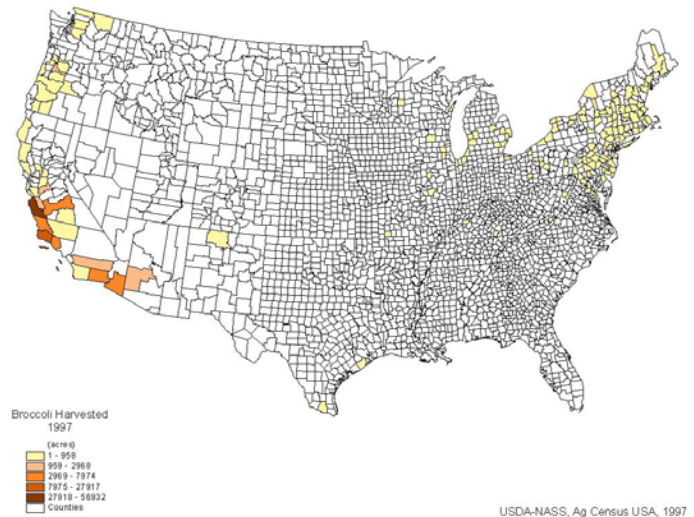 Broccoli Harvested
1997
(acres)
1 - 958
959 - 2968
2969 - 7974
7975 - 27917
27918 - 56932
Counties
USDA-NASS, Ag Census USA, 1997